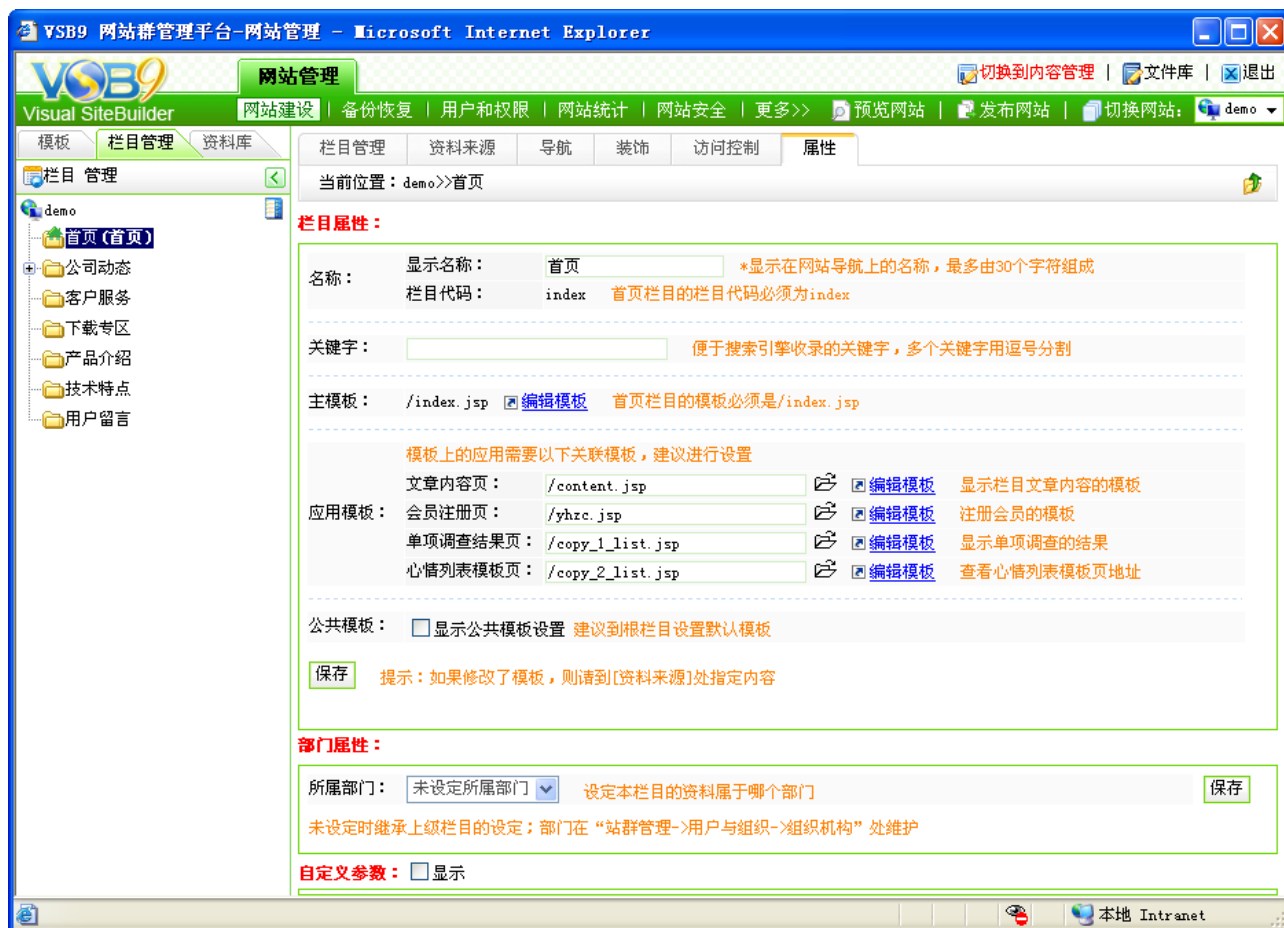 VSB9 网站群管理平台-网站管理 - Microsoft Internet Explorer
VSB9 网站管理 切换到内容管理 | 文件库 | 退出
Visual SiteBuilder 网站建设 | 备份恢复 | 用户和权限 | 网站统计 | 网站安全 | 更多>> 预览网站 | 发布网站 | 切换网站: demo
模板 栏目管理 资料库 栏目管理 资料来源 导航 装饰 访问控制 属性
栏目 管理 当前位置：demo>>首页
demo
首页(首页)
公司动态
客户服务
下载专区
产品介绍
技术特点
用户留言
栏目属性：
名称： 显示名称： 首页 *显示在网站导航上的名称，最多由30个字符组成
栏目代码： index 首页栏目的栏目代码必须为index
关键字： 便于搜索引擎收录的关键字，多个关键字用逗号分割
主模板： /index.jsp 编辑模板 首页栏目的模板必须是/index.jsp
模板上的应用需要以下关联模板，建议进行设置
文章内容页： /content.jsp 编辑模板 显示栏目文章内容的模板
应用模板： 会员注册页： /yhzc.jsp 编辑模板 注册会员的模板
单项调查结果页： /copy_1_list.jsp 编辑模板 显示单项调查的结果
心情列表模板页： /copy_2_list.jsp 编辑模板 查看心情列表模板页地址
公共模板： 显示公共模板设置 建议到根栏目设置默认模板
保存 提示：如果修改了模板，则请到[资料来源]处指定内容
部门属性：
所属部门： 未设定所属部门 设定本栏目的资料属于哪个部门 保存
未设定时继承上级栏目的设定；部门在“站群管理->用户与组织->组织机构”处维护
自定义参数： 显示
本地 Intranet